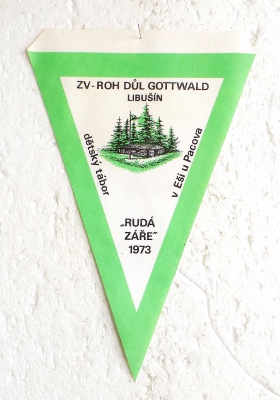 ZV-ROH DŮL GOTTWALD
LIBUŠÍN
dětský tábor
v Eši u Pacova
„RUDÁ
ZÁŘE"
1973